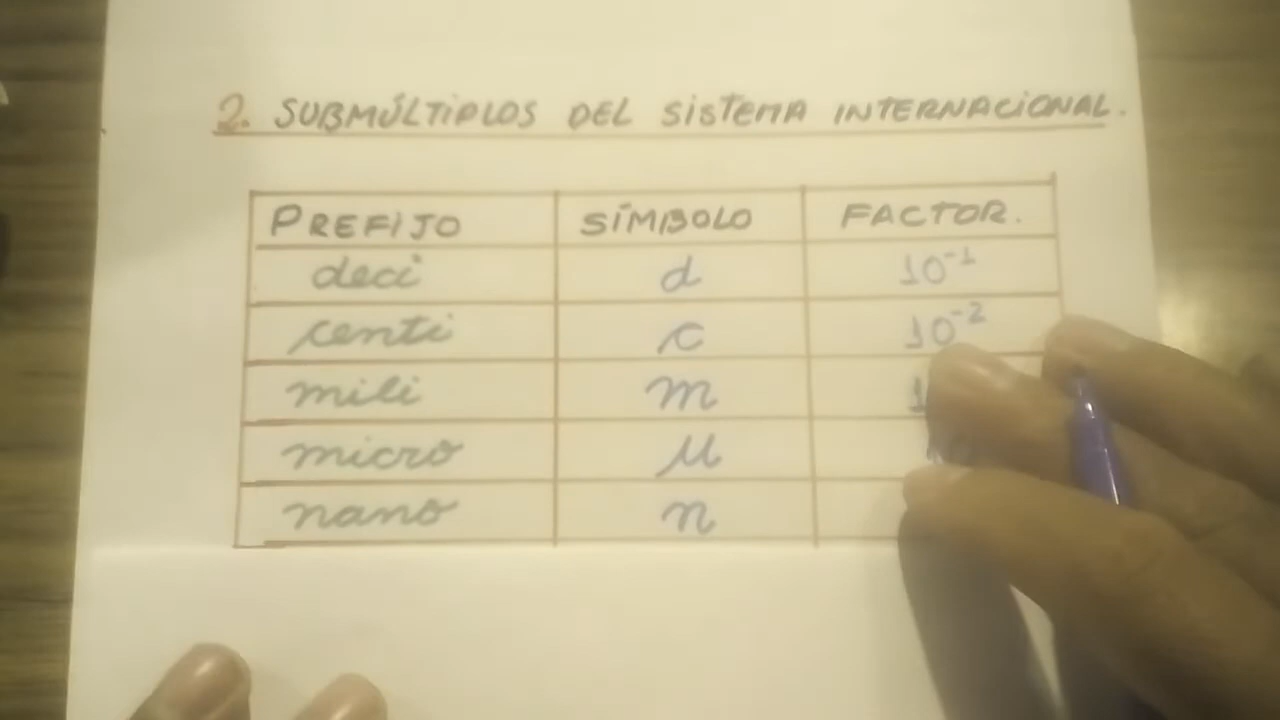 2. SUBMÚLTIPLOS DEL SISTEMA INTERNACIONAL.
PREFIJO SÍMBOLO FACTOR.
deci d 10⁻¹
centi c 10⁻²
mili m
micro μ
nano n